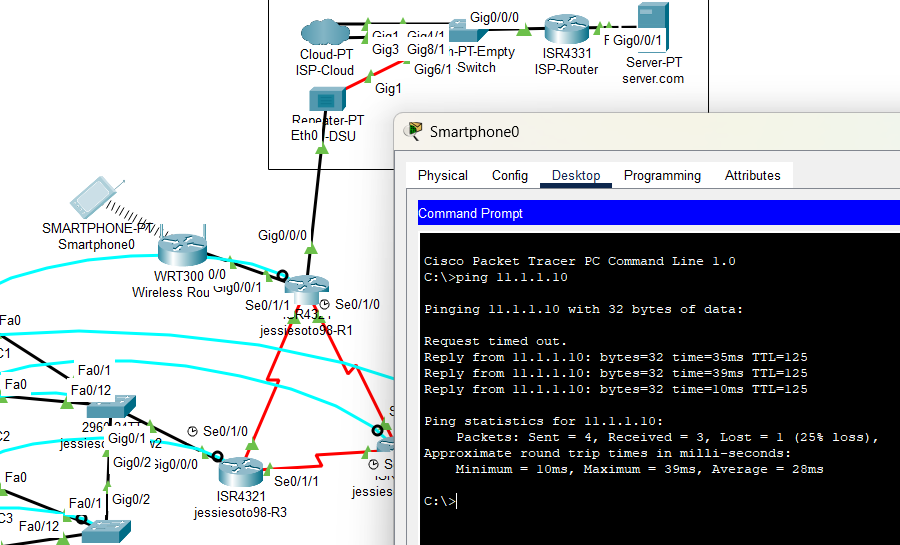 Gig0/0/0
Gig1
Gig4/1
Gig3
Gig8/1
Gig6/1
Gig1
Cloud-PT
ISP-Cloud
-PT-Empty
Switch
ISR4331
ISP-Router
Gig0/0/1
Server-PT
server.com
Repeater-PT
Eth0
-DSU
SMARTPHONE-PT
Smartphone0
Gig0/0/0
WRT300
0/0
Wireless Rou
Gig0/0/1
Se0/1/1
Se0/1/0
ISR4321
jessiesoto98-R1
Fa0
C1
Fa0/1
Fa0
Fa0/12
jessieso
Gig0/1
C2
Gig0/2
Gig0/0/0
Se0/1/0
Fa0
Fa0/1
Gig0/2
Se0/1/1
ISR4321
jessiesoto98-R3
C3
Fa0/12
jessies
Smartphone0
Physical
Config
Desktop
Programming
Attributes
Command Prompt
Cisco Packet Tracer PC Command Line 1.0
C:\>ping 11.1.1.10
Pinging 11.1.1.10 with 32 bytes of data:
Request timed out.
Reply from 11.1.1.10: bytes=32 time=35ms TTL=125
Reply from 11.1.1.10: bytes=32 time=39ms TTL=125
Reply from 11.1.1.10: bytes=32 time=10ms TTL=125
Ping statistics for 11.1.1.10:
Packets: Sent = 4, Received = 3, Lost = 1 (25% loss),
Approximate round trip times in milli-seconds:
Minimum = 10ms, Maximum = 39ms, Average = 28ms
C:\>